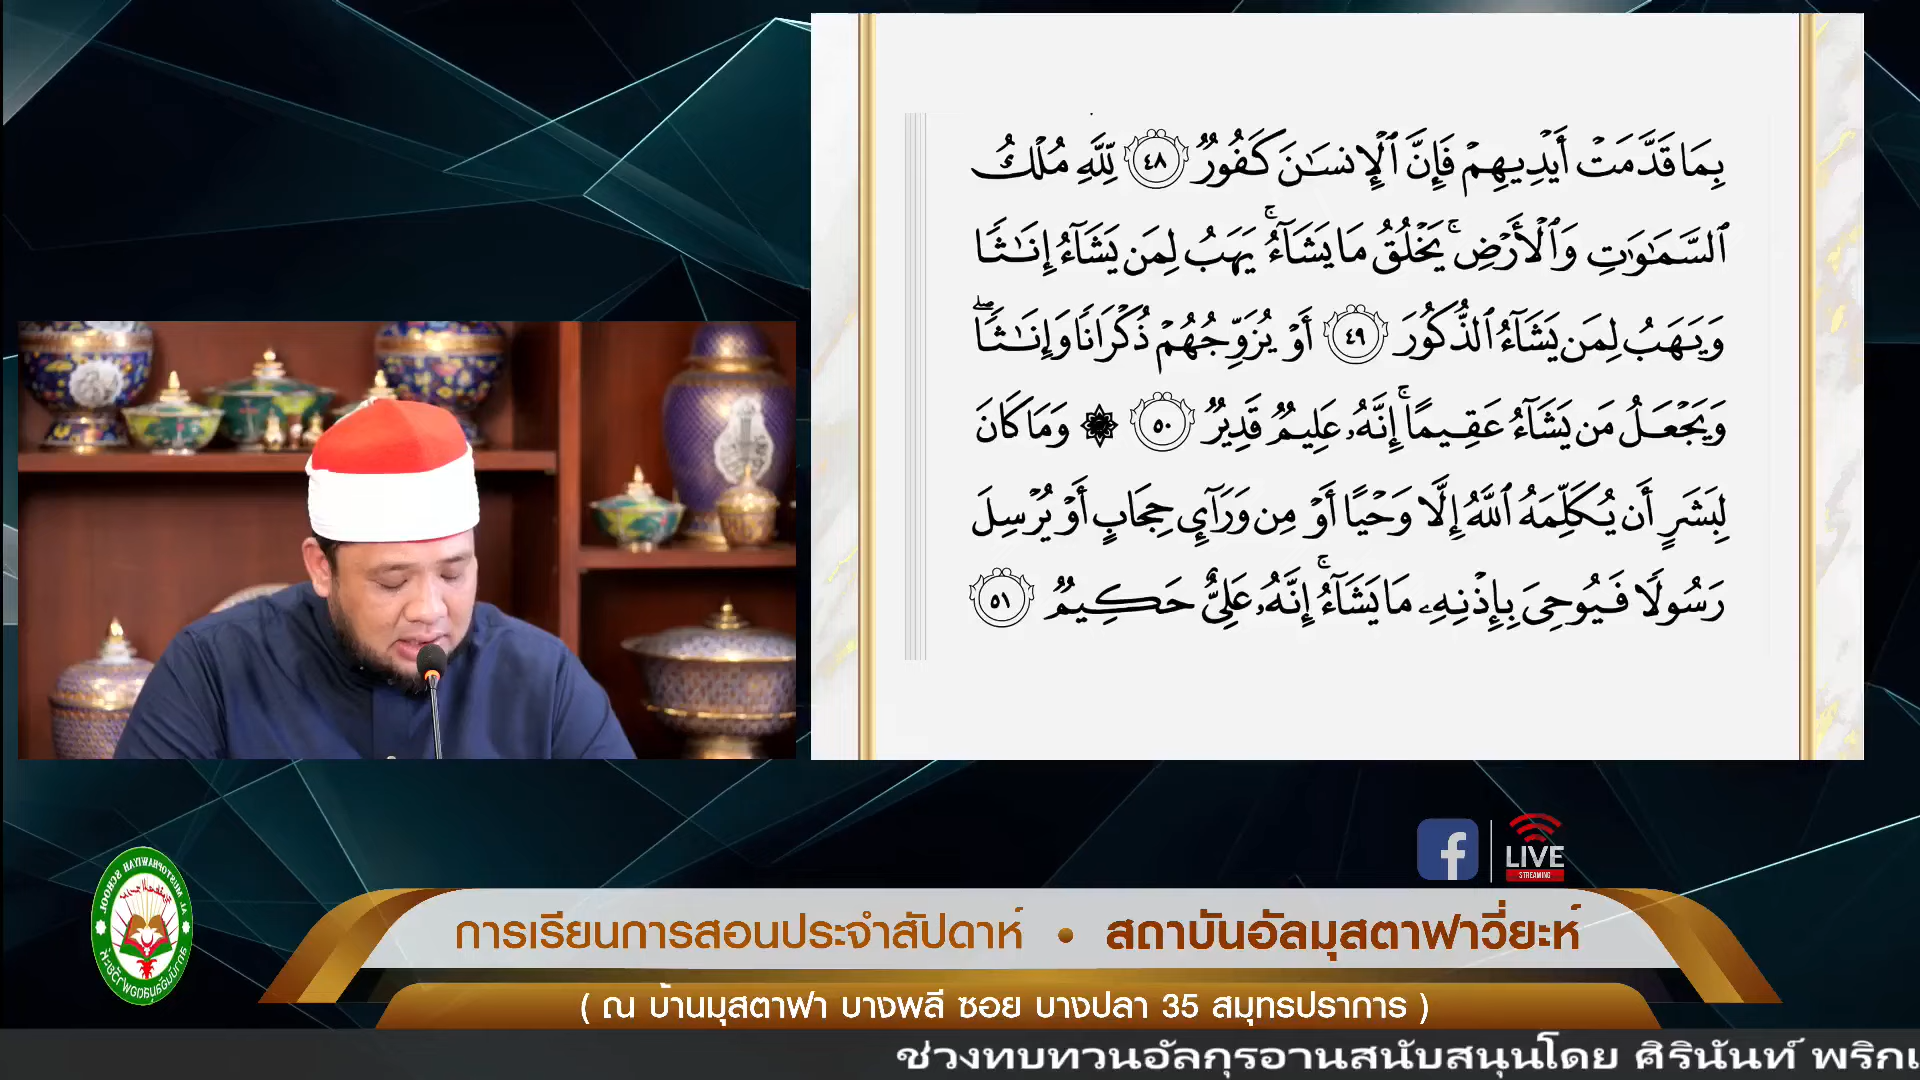 بِمَا قَدَّمَتْ أَيْدِيهِمْ فَإِنَّ ٱلْإِنسَٰنَ كَفُورٌ ٤٨ لِّلَّهِ مُلْكُ
ٱلسَّمَٰوَٰتِ وَٱلْأَرْضِ ۚ يَخْلُقُ مَا يَشَآءُ ۚ يَهَبُ لِمَن يَشَآءُ إِنَٰثًا
وَيَهَبُ لِمَن يَشَآءُ ٱلذُّكُورَ ٤٩ أَوْ يُزَوِّجُهُمْ ذُكْرَانًا وَإِنَٰثًا ۖ
وَيَجْعَلُ مَن يَشَآءُ عَقِيمًا ۚ إِنَّهُۥ عَلِيمٌ قَدِيرٌ ٥٠ ۞ وَمَا كَانَ
لِبَشَرٍ أَن يُكَلِّمَهُ ٱللَّهُ إِلَّا وَحْيًا أَوْ مِن وَرَآئِ حِجَابٍ أَوْ يُرْسِلَ
رَسُولًا فَيُوحِىَ بِإِذْنِهِۦ مَا يَشَآءُ ۚ إِنَّهُۥ عَلِىٌّ حَكِيمٌ ٥١
f LIVE
STREAMING
AL MUSTOPHAWIYAH SCHOOL
การเรียนการสอนประจำสัปดาห์ • สถาบันอัลมุสตาฟาวี่ยะห์
( ณ บ้านมุสตาฟา บางพลี ซอย บางปลา 35 สมุทรปราการ )
ช่วงทบทวนอัลกุรอานสนับสนุนโดย ศิรินันท์